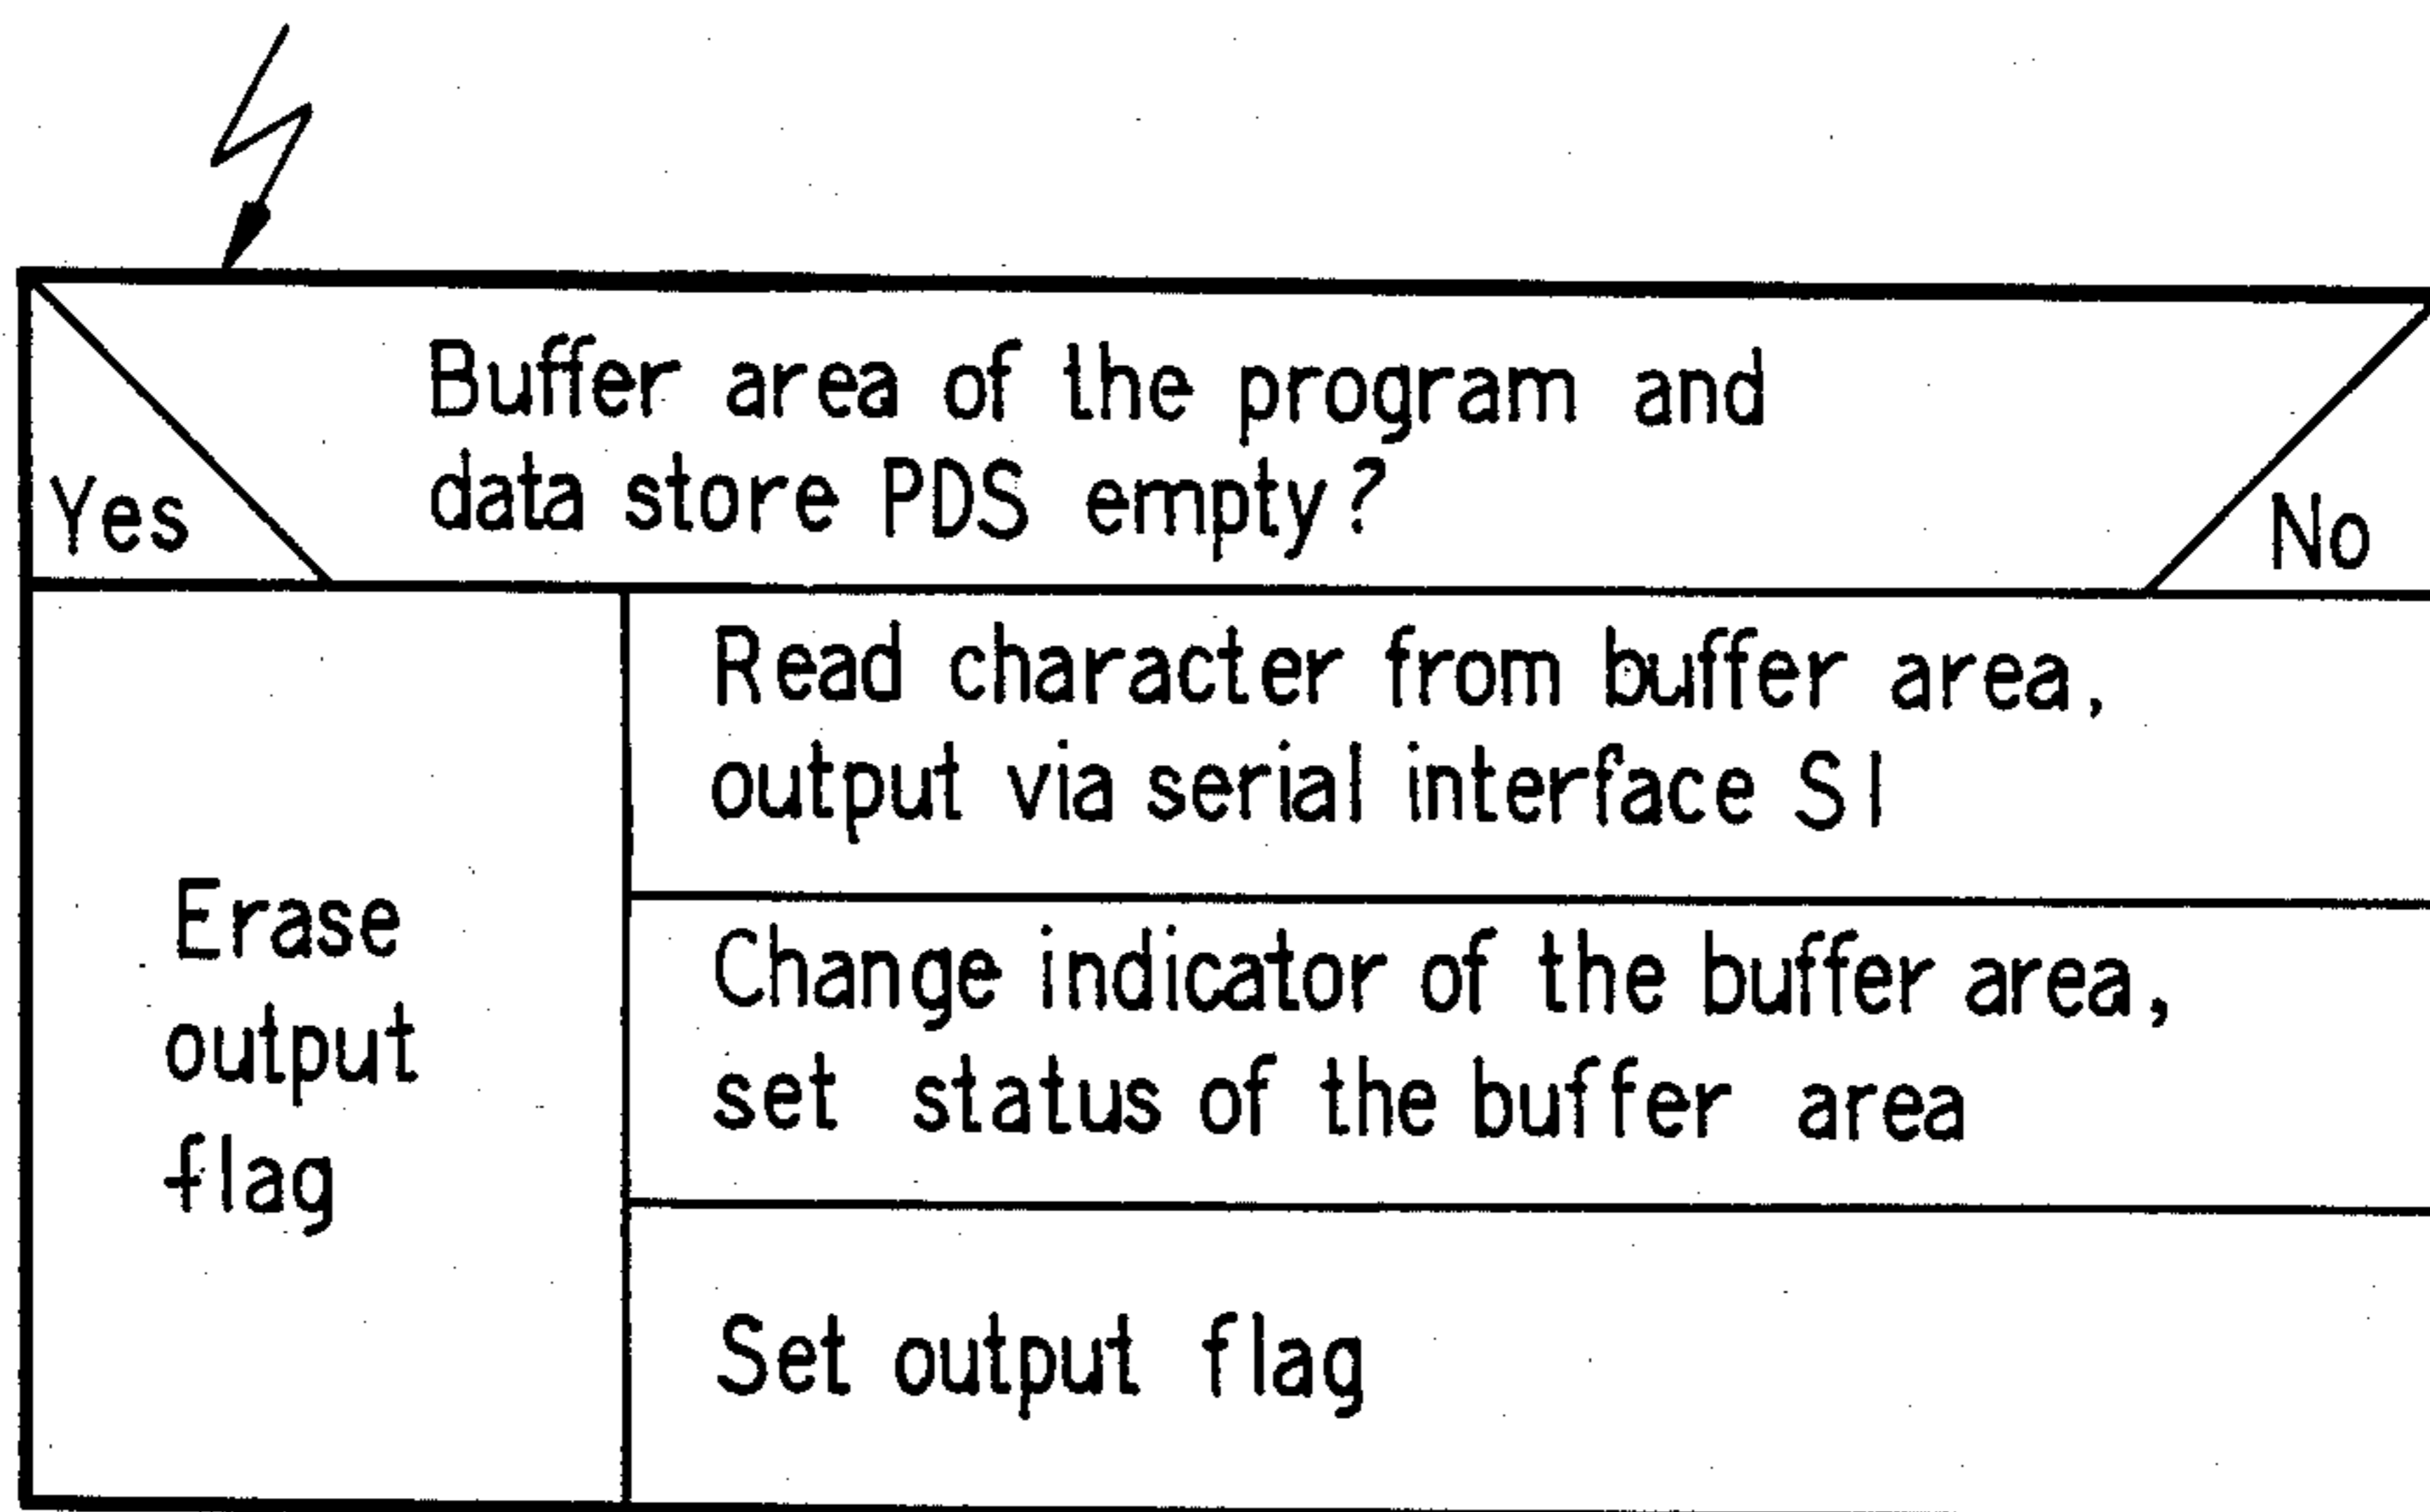 Buffer area of the program and
data store PDS empty?
Yes
No
Erase
output
flag
Read character from buffer area,
output via serial interface SI
Change indicator of the buffer area,
set status of the buffer area
Set output flag